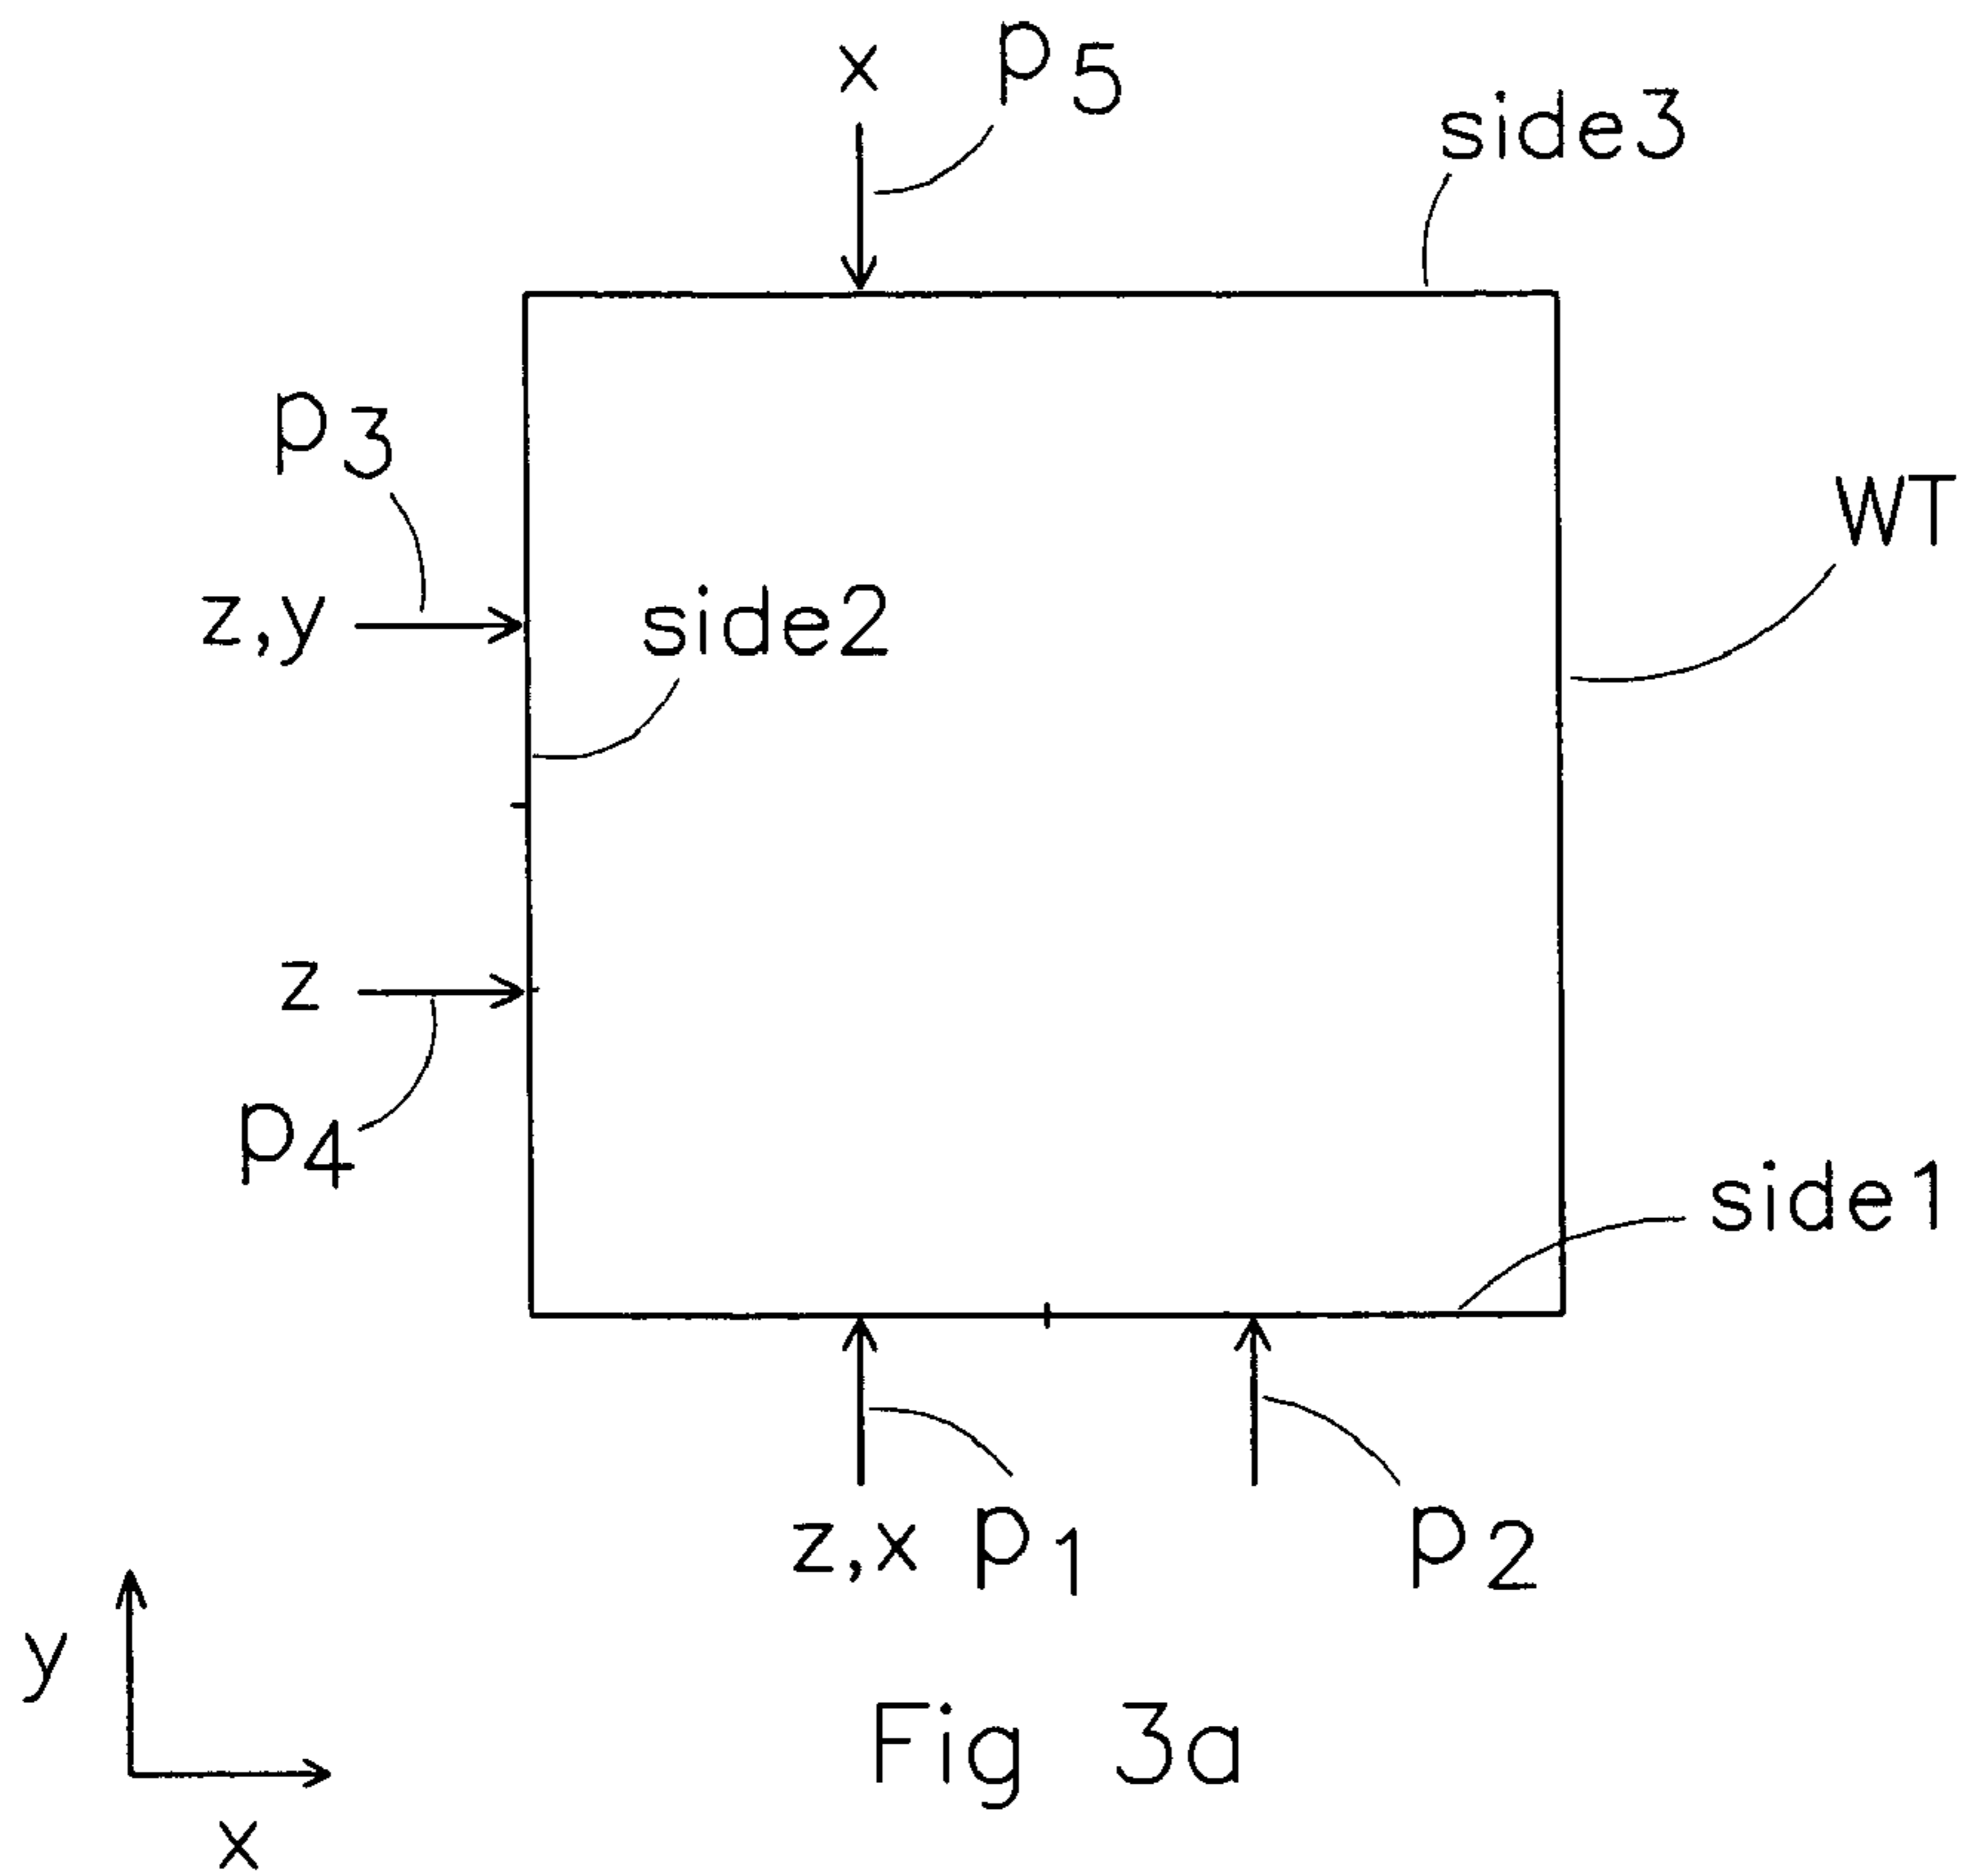 x p5
side3
p3
WT
z,y
side2
z
p4
side1
z,x p1
p2
y
Fig 3a
x